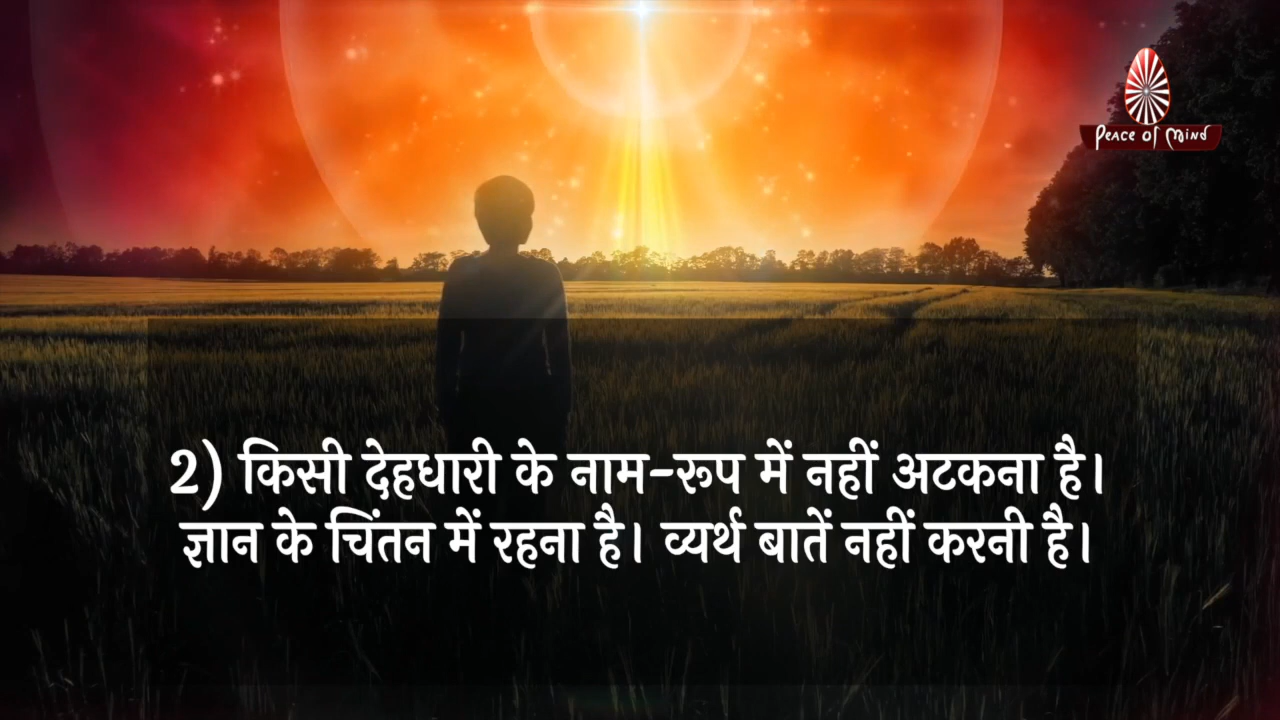 Peace of Mind
2) किसी देहधारी के नाम-रूप में नहीं अटकना है।
ज्ञान के चिंतन में रहना है। व्यर्थ बातें नहीं करनी है।